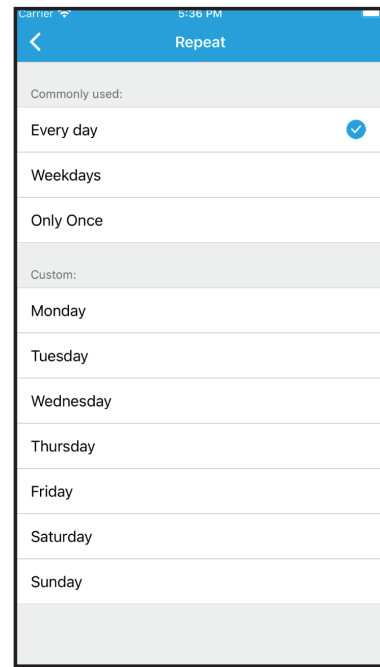 Carrier 5:36 PM
Repeat
Commonly used:
Every day
Weekdays
Only Once
Custom:
Monday
Tuesday
Wednesday
Thursday
Friday
Saturday
Sunday